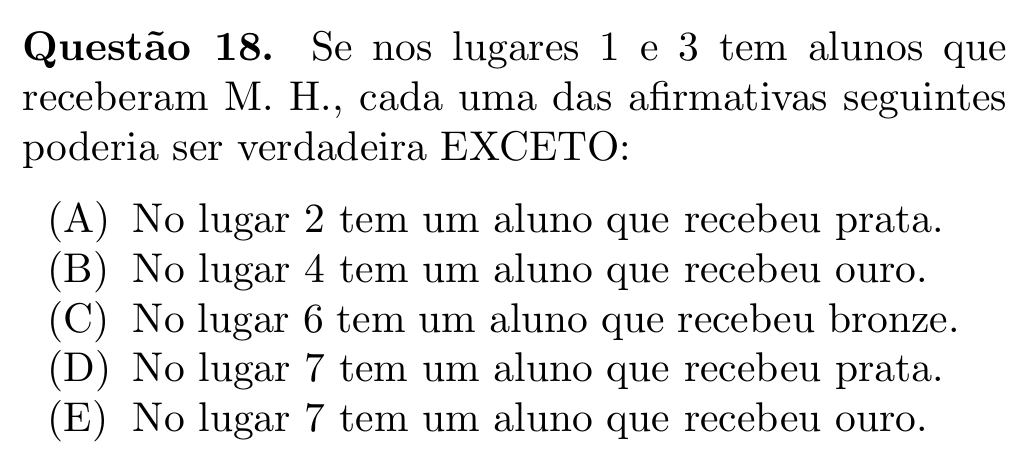 Questão 18. Se nos lugares 1 e 3 tem alunos que
receberam M. H., cada uma das afirmativas seguintes
poderia ser verdadeira EXCETO:
(A) No lugar 2 tem um aluno que recebeu prata.
(B) No lugar 4 tem um aluno que recebeu ouro.
(C) No lugar 6 tem um aluno que recebeu bronze.
(D) No lugar 7 tem um aluno que recebeu prata.
(E) No lugar 7 tem um aluno que recebeu ouro.